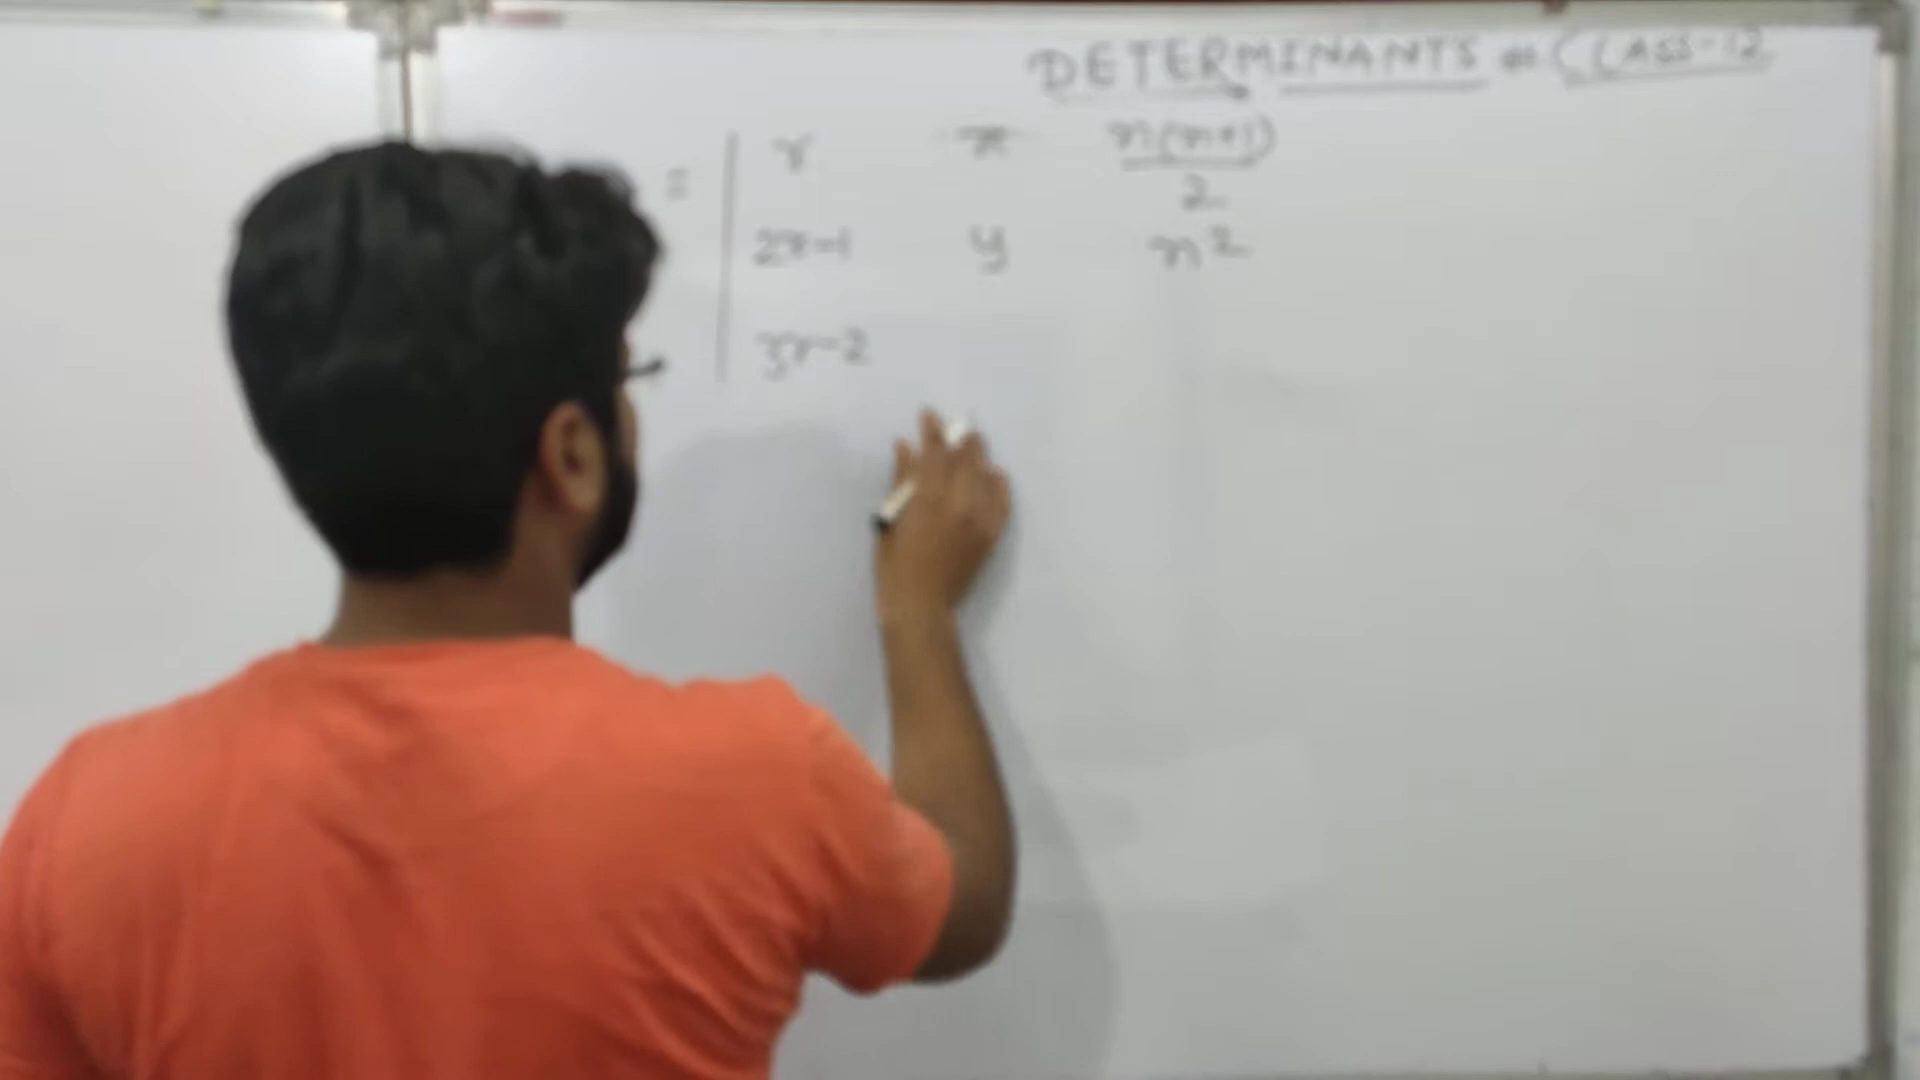 DETERMINANTS CLASS-12
= | r x n(n+1)/2
2r-1 y n²
3r-2